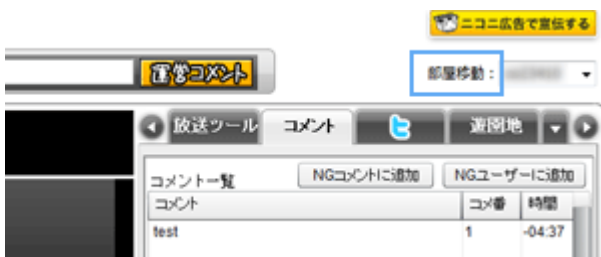 ニコニ広告で宣伝する
運営コメント
部屋移動：
放送ツール
コメント
遊園地
コメント一覧
NGコメントに追加
NGユーザーに追加
コメント
コメ番
時間
test
1
-04:37